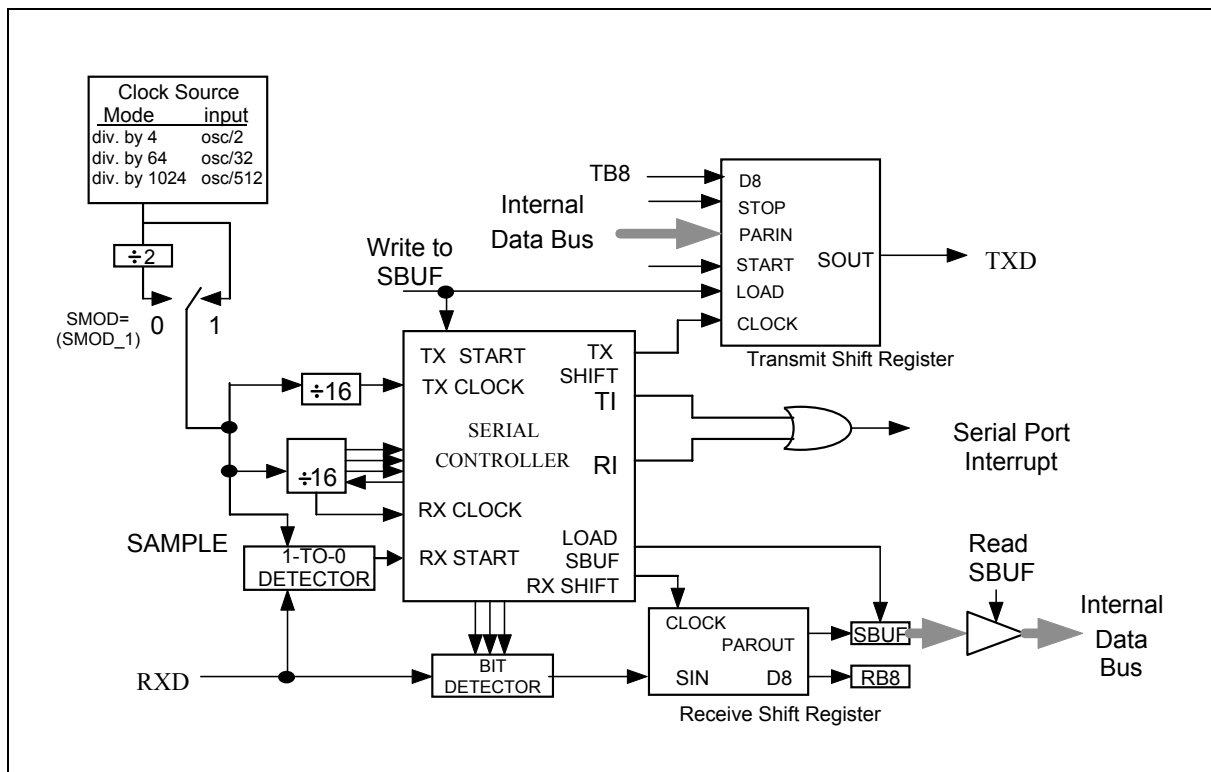 Clock Source
Mode input
div. by 4 osc/2
div. by 64 osc/32
div. by 1024 osc/512
÷2
SMOD=
(SMOD_1)
0 1
TB8
Internal
Data Bus
Write to
SBUF
D8
STOP
PARIN
START
LOAD
CLOCK
SOUT
TXD
Transmit Shift Register
÷16
÷16
SAMPLE
1-TO-0
DETECTOR
TX START
TX CLOCK
SERIAL
CONTROLLER
RX CLOCK
RX START
TX
SHIFT
TI
RI
LOAD
SBUF
RX SHIFT
Serial Port
Interrupt
RXD
BIT
DETECTOR
CLOCK
PAROUT
SIN D8
Receive Shift Register
SBUF
RB8
Read
SBUF
Internal
Data
Bus